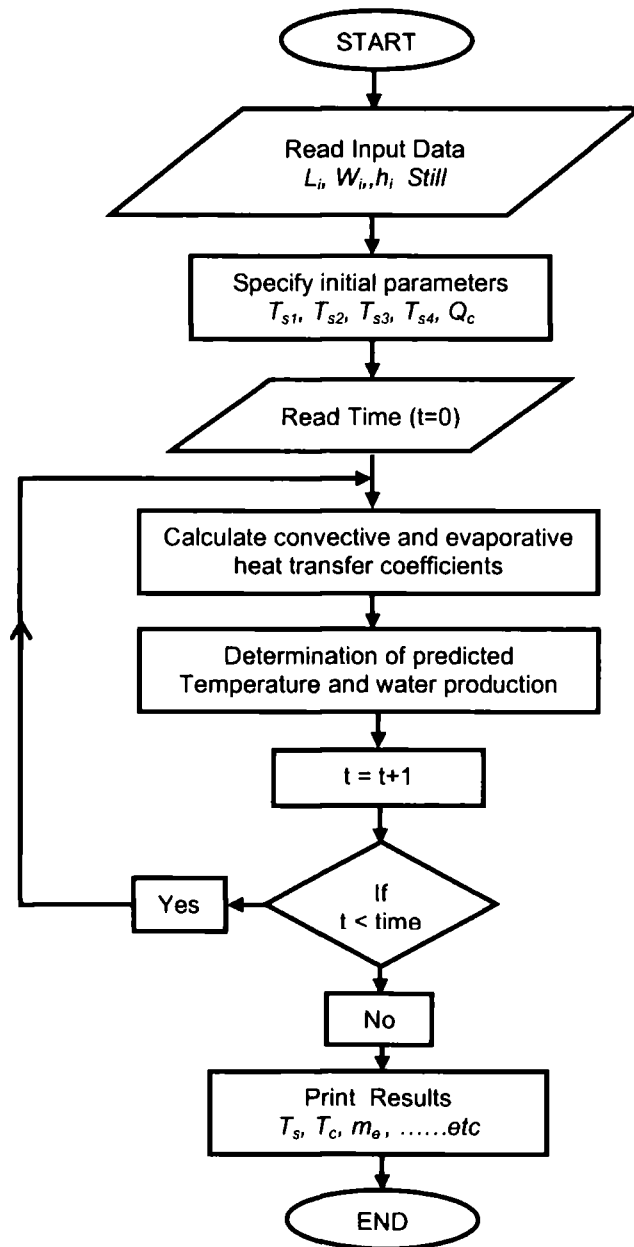 START
Read Input Data
Li, Wi,,hi Still
Specify initial parameters
Ts1, Ts2, Ts3, Ts4, Qc
Read Time (t=0)
Calculate convective and evaporative
heat transfer coefficients
Determination of predicted
Temperature and water production
t = t+1
If
t < time
Yes
No
Print Results
Ts, Tc, me, ......etc
END